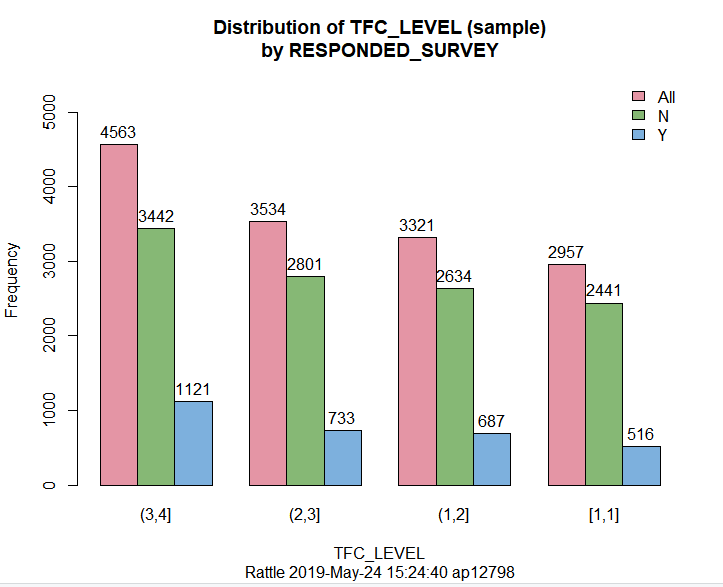 Distribution of TFC_LEVEL (sample)
by RESPONDED_SURVEY
All
N
Y
Frequency
5000
4000
3000
2000
1000
0
4563
3442
1121
3534
2801
733
3321
2634
687
2957
2441
516
(3,4]
(2,3]
(1,2]
[1,1]
TFC_LEVEL
Rattle 2019-May-24 15:24:40 ap12798